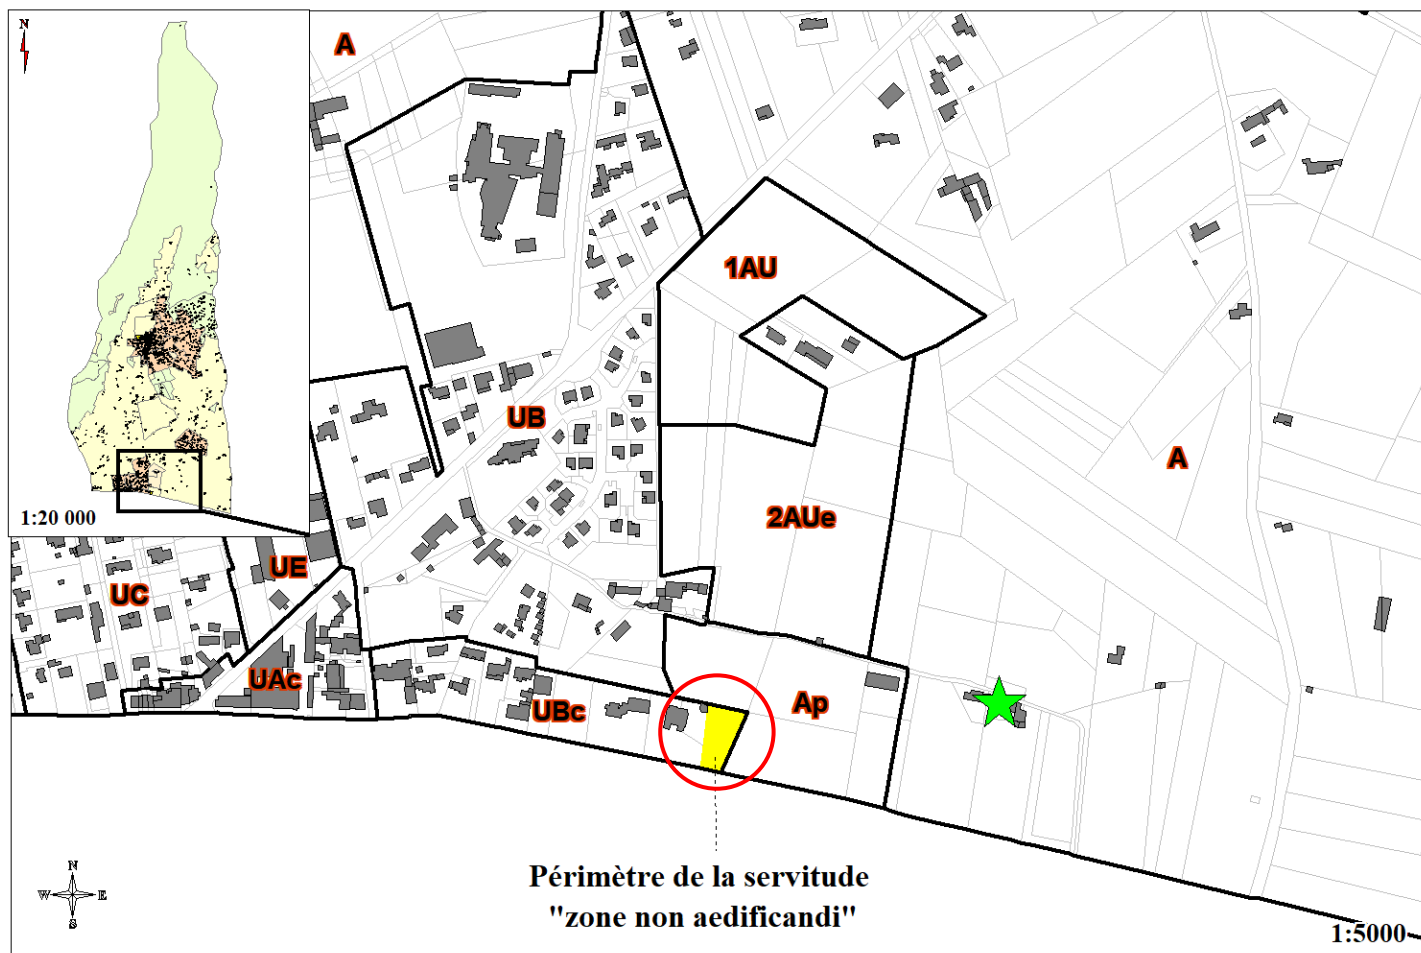 N
1:20 000
A
1AU
UB
A
2AUe
UE
UC
UAc
UBc
Ap
Périmètre de la servitude
"zone non aedificandi"
N
W E
S
1:5000